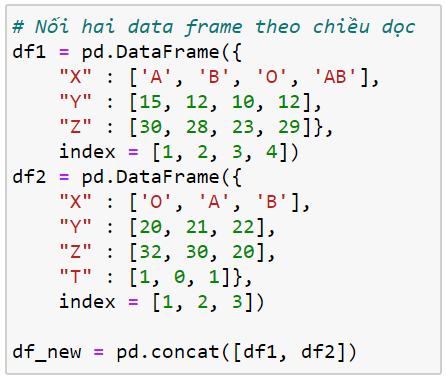 # Nối hai data frame theo chiều dọc
df1 = pd.DataFrame({
    "X" : ['A', 'B', 'O', 'AB'],
    "Y" : [15, 12, 10, 12],
    "Z" : [30, 28, 23, 29]},
    index = [1, 2, 3, 4])
df2 = pd.DataFrame({
    "X" : ['O', 'A', 'B'],
    "Y" : [20, 21, 22],
    "Z" : [32, 30, 20],
    "T" : [1, 0, 1]},
    index = [1, 2, 3])
df_new = pd.concat([df1, df2])